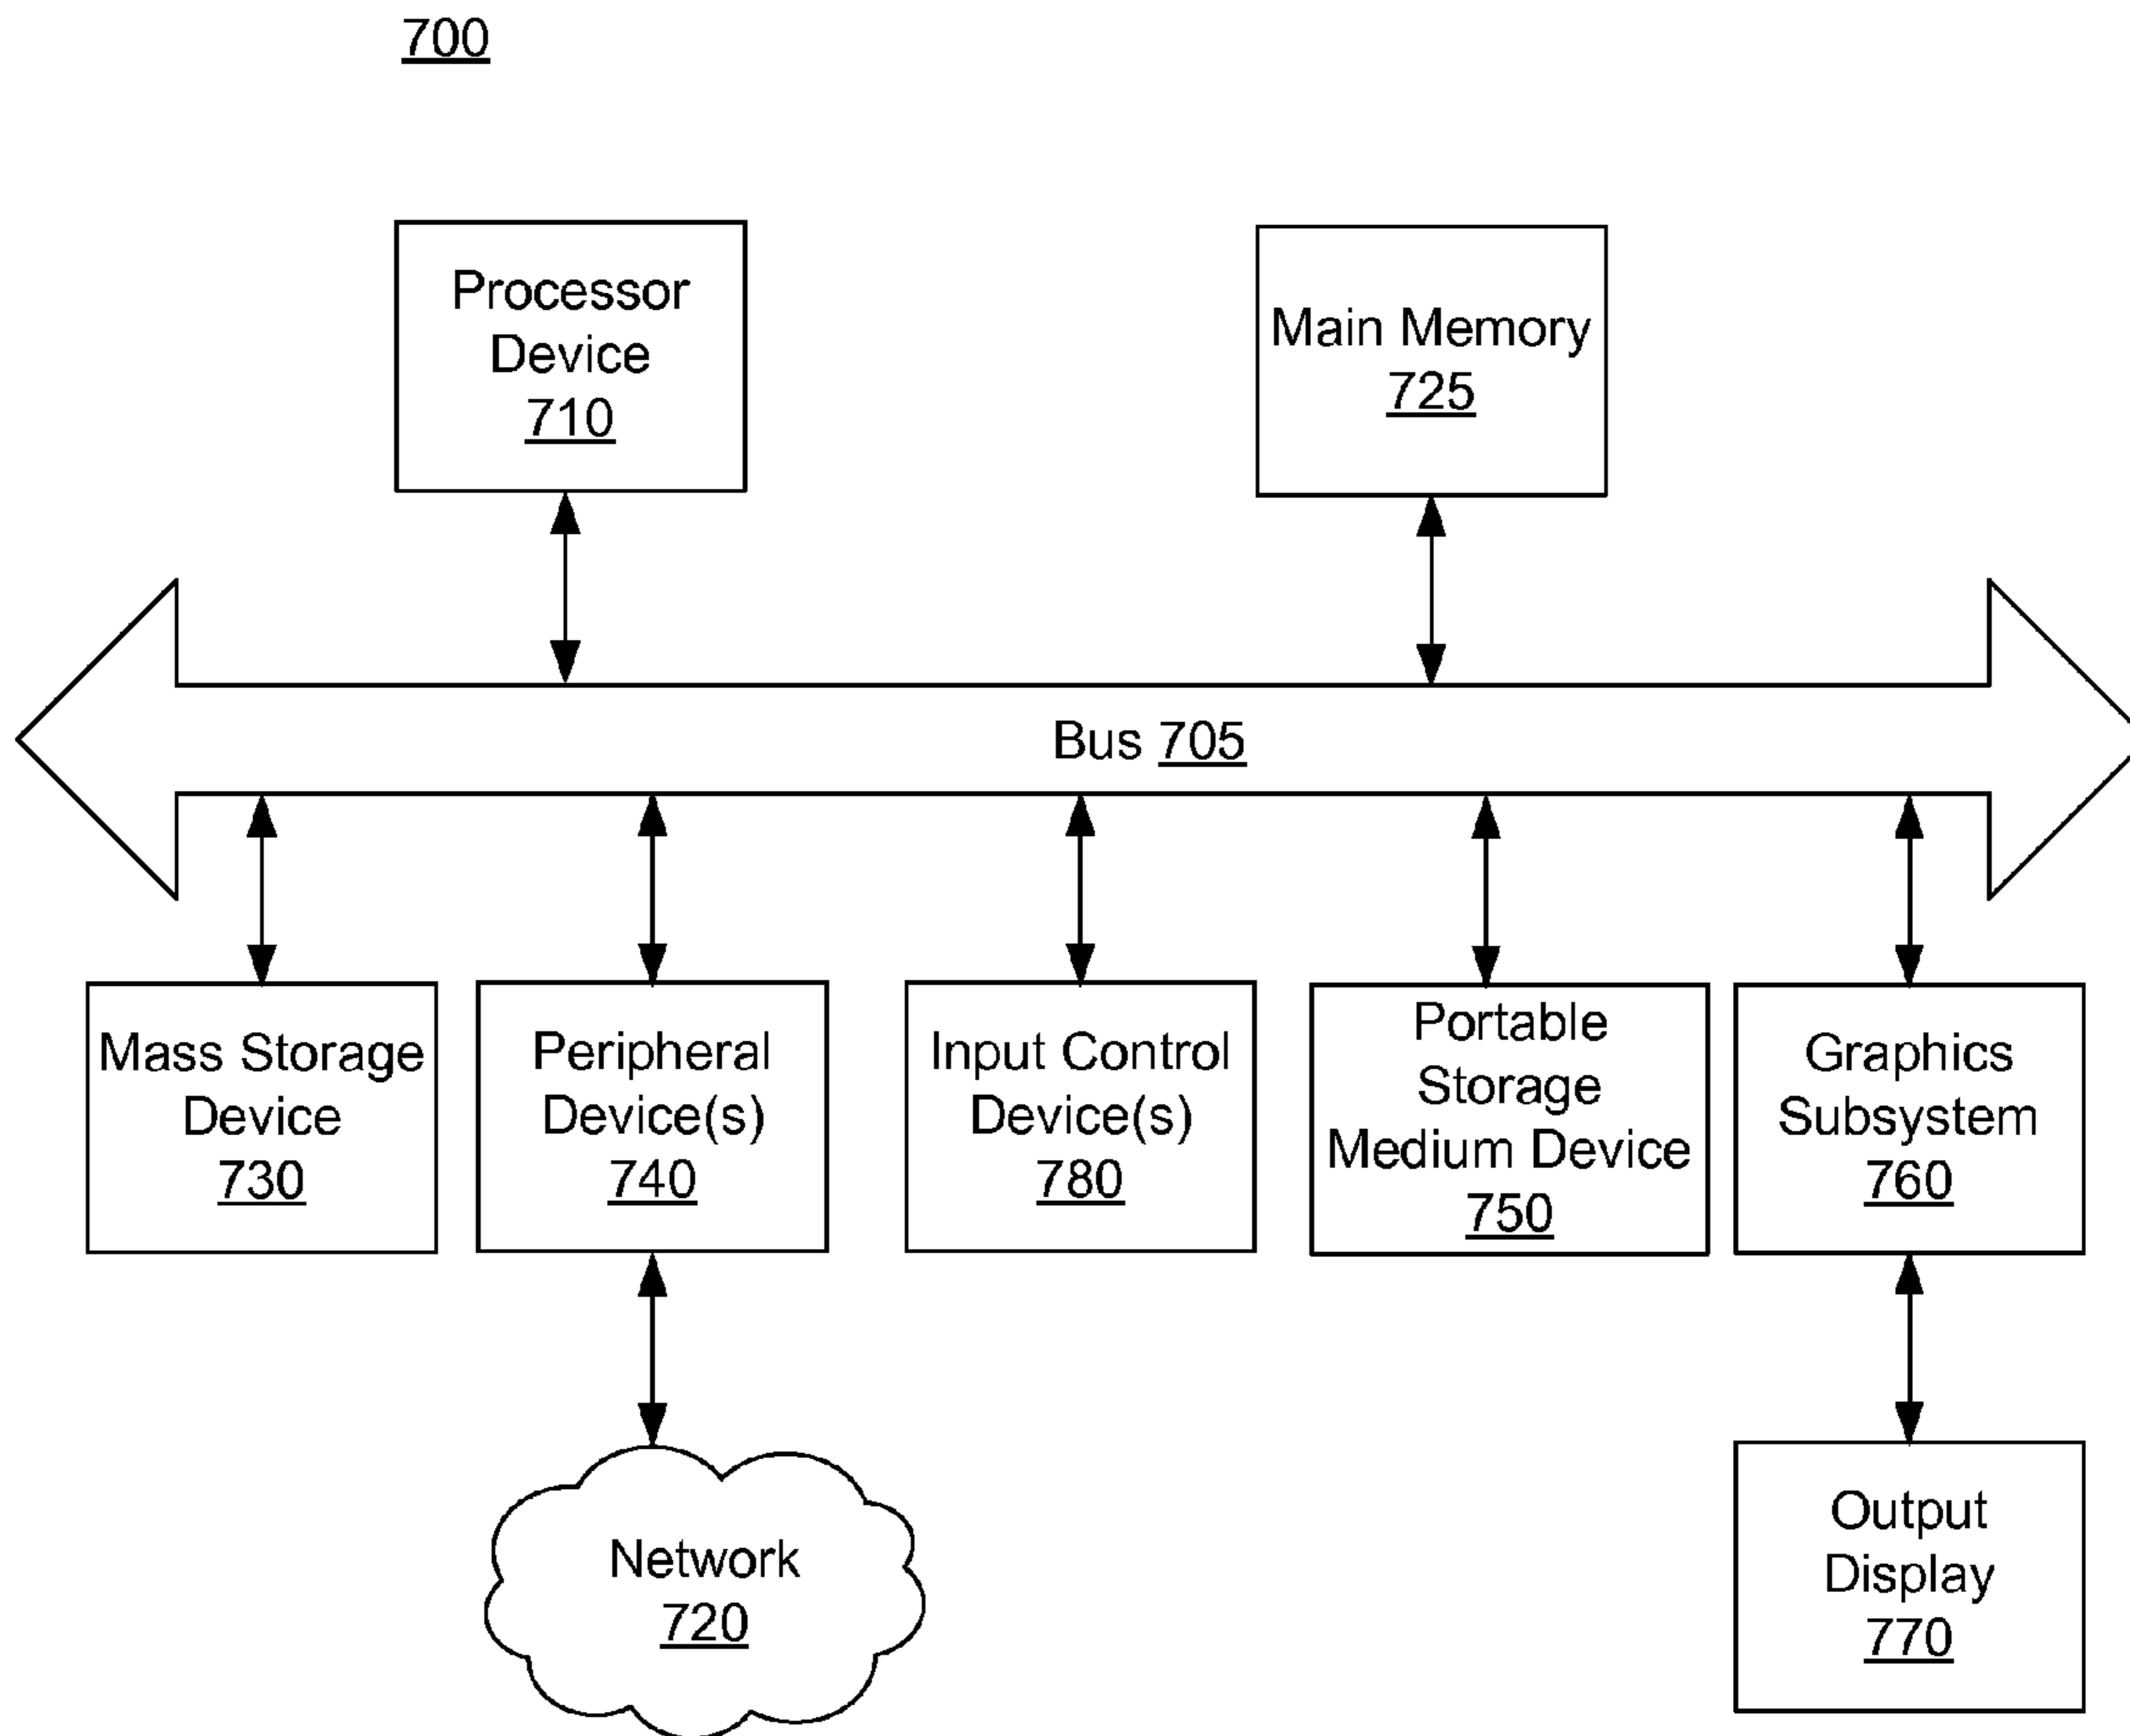 700
Processor
Device
710
Main Memory
725
Bus 705
Mass Storage
Device
730
Peripheral
Device(s)
740
Input Control
Device(s)
780
Portable
Storage
Medium Device
750
Graphics
Subsystem
760
Network
720
Output
Display
770